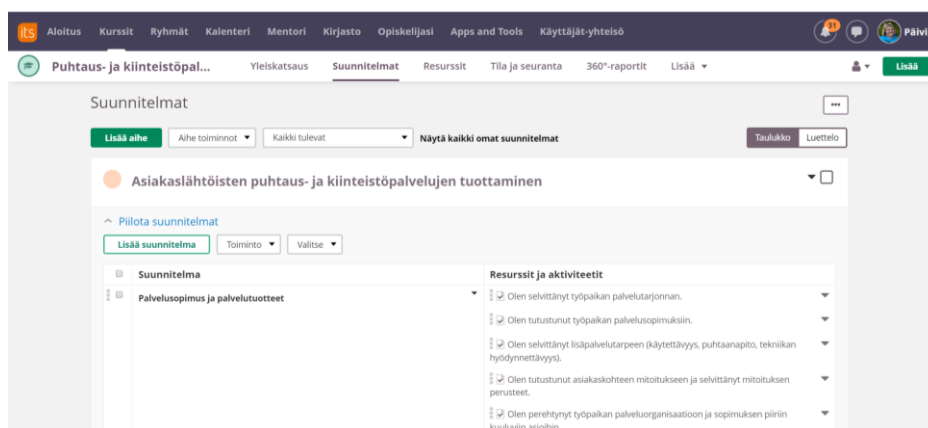 its Aloitus Kurssit Ryhmät Kalenteri Mentori Kirjasto Opiskelijasi Apps and Tools Käyttäjät-yhteisö 31 Päivi
Puhtaus- ja kiinteistöpal... Yleiskatsaus Suunnitelmat Resurssit Tila ja seuranta 360°-raportit Lisää Lisää
Suunnitelmat
Lisää aihe Aihe toiminnot Kaikki tulevat Näytä kaikki omat suunnitelmat Taulukko Luettelo
Asiakaslähtöisten puhtaus- ja kiinteistöpalvelujen tuottaminen
Piilota suunnitelmat
Lisää suunnitelma Toiminto Valitse
Suunnitelma Resurssit ja aktiviteetit
Palvelusopimus ja palvelutuotteet Olen selvittänyt työpaikan palvelutarjonnan.
Olen tutustunut työpaikan palvelusopimuksiin.
Olen selvittänyt lisäpalvelutarpeen (käytettävyys, puhtaanapito, tekniikan
hyödynnettävyys).
Olen tutustunut asiakaskohteen mitoitukseen ja selvittänyt mitoituksen
perusteet.
Olen perehtynyt työpaikan palveluorganisaatioon ja sopimuksen piiriin
kuuluviin asioihin.